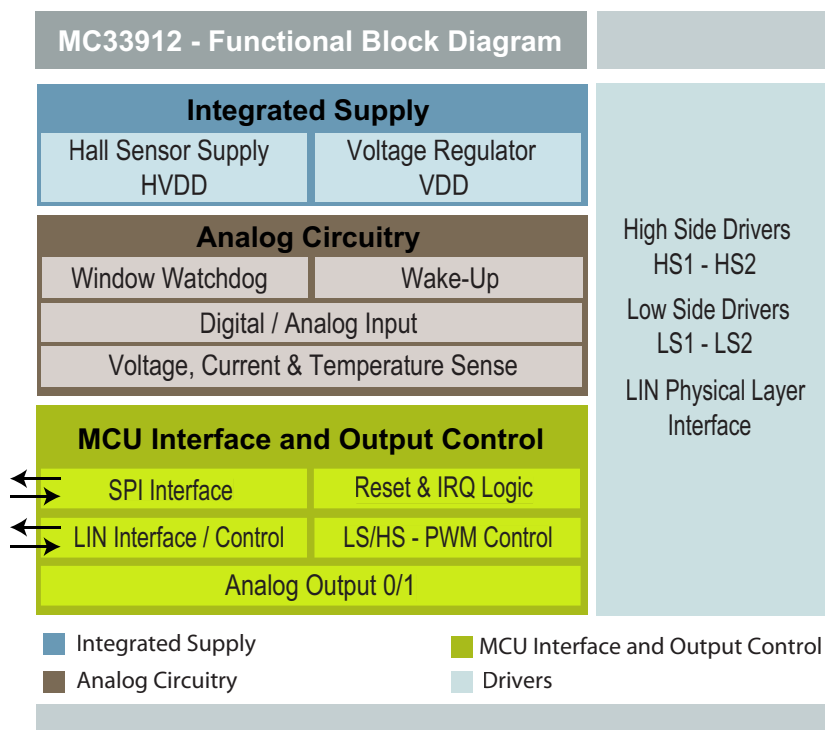 MC33912 - Functional Block Diagram
Integrated Supply
Hall Sensor Supply
HVDD
Voltage Regulator
VDD
Analog Circuitry
Window Watchdog
Wake-Up
Digital / Analog Input
Voltage, Current & Temperature Sense
MCU Interface and Output Control
SPI Interface
Reset & IRQ Logic
LIN Interface / Control
LS/HS - PWM Control
Analog Output 0/1
High Side Drivers
HS1 - HS2
Low Side Drivers
LS1 - LS2
LIN Physical Layer
Interface
Integrated Supply
MCU Interface and Output Control
Analog Circuitry
Drivers